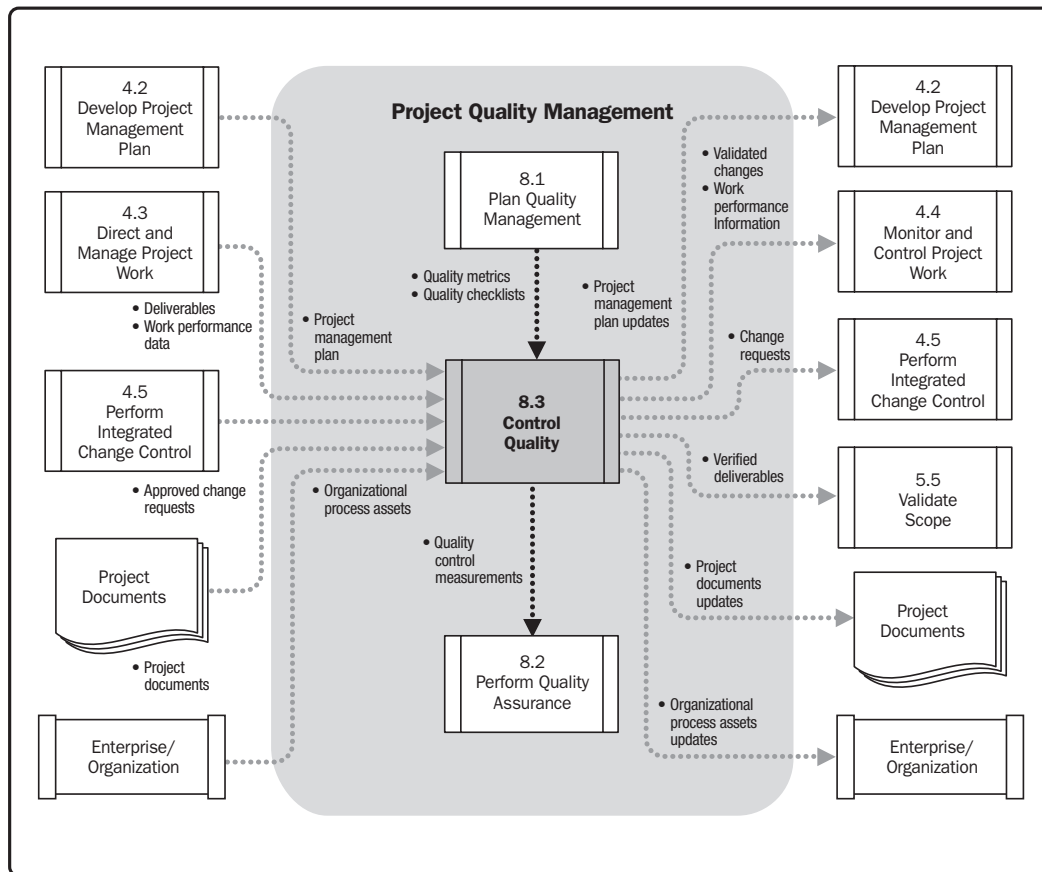 Project Quality Management
4.2
Develop Project
Management
Plan
4.3
Direct and
Manage Project
Work
• Deliverables
• Work performance
data
4.5
Perform
Integrated
Change Control
• Approved change
requests
Project
Documents
• Project
documents
Enterprise/
Organization
• Project
management
plan
• Organizational
process assets
8.1
Plan Quality
Management
• Quality metrics
• Quality checklists
8.3
Control
Quality
• Quality
control
measurements
8.2
Perform Quality
Assurance
• Project
management
plan updates
• Validated
changes
• Work
performance
Information
• Change
requests
• Verified
deliverables
• Project
documents
updates
• Organizational
process assets
updates
4.2
Develop Project
Management
Plan
4.4
Monitor and
Control Project
Work
4.5
Perform
Integrated
Change Control
5.5
Validate
Scope
Project
Documents
Enterprise/
Organization